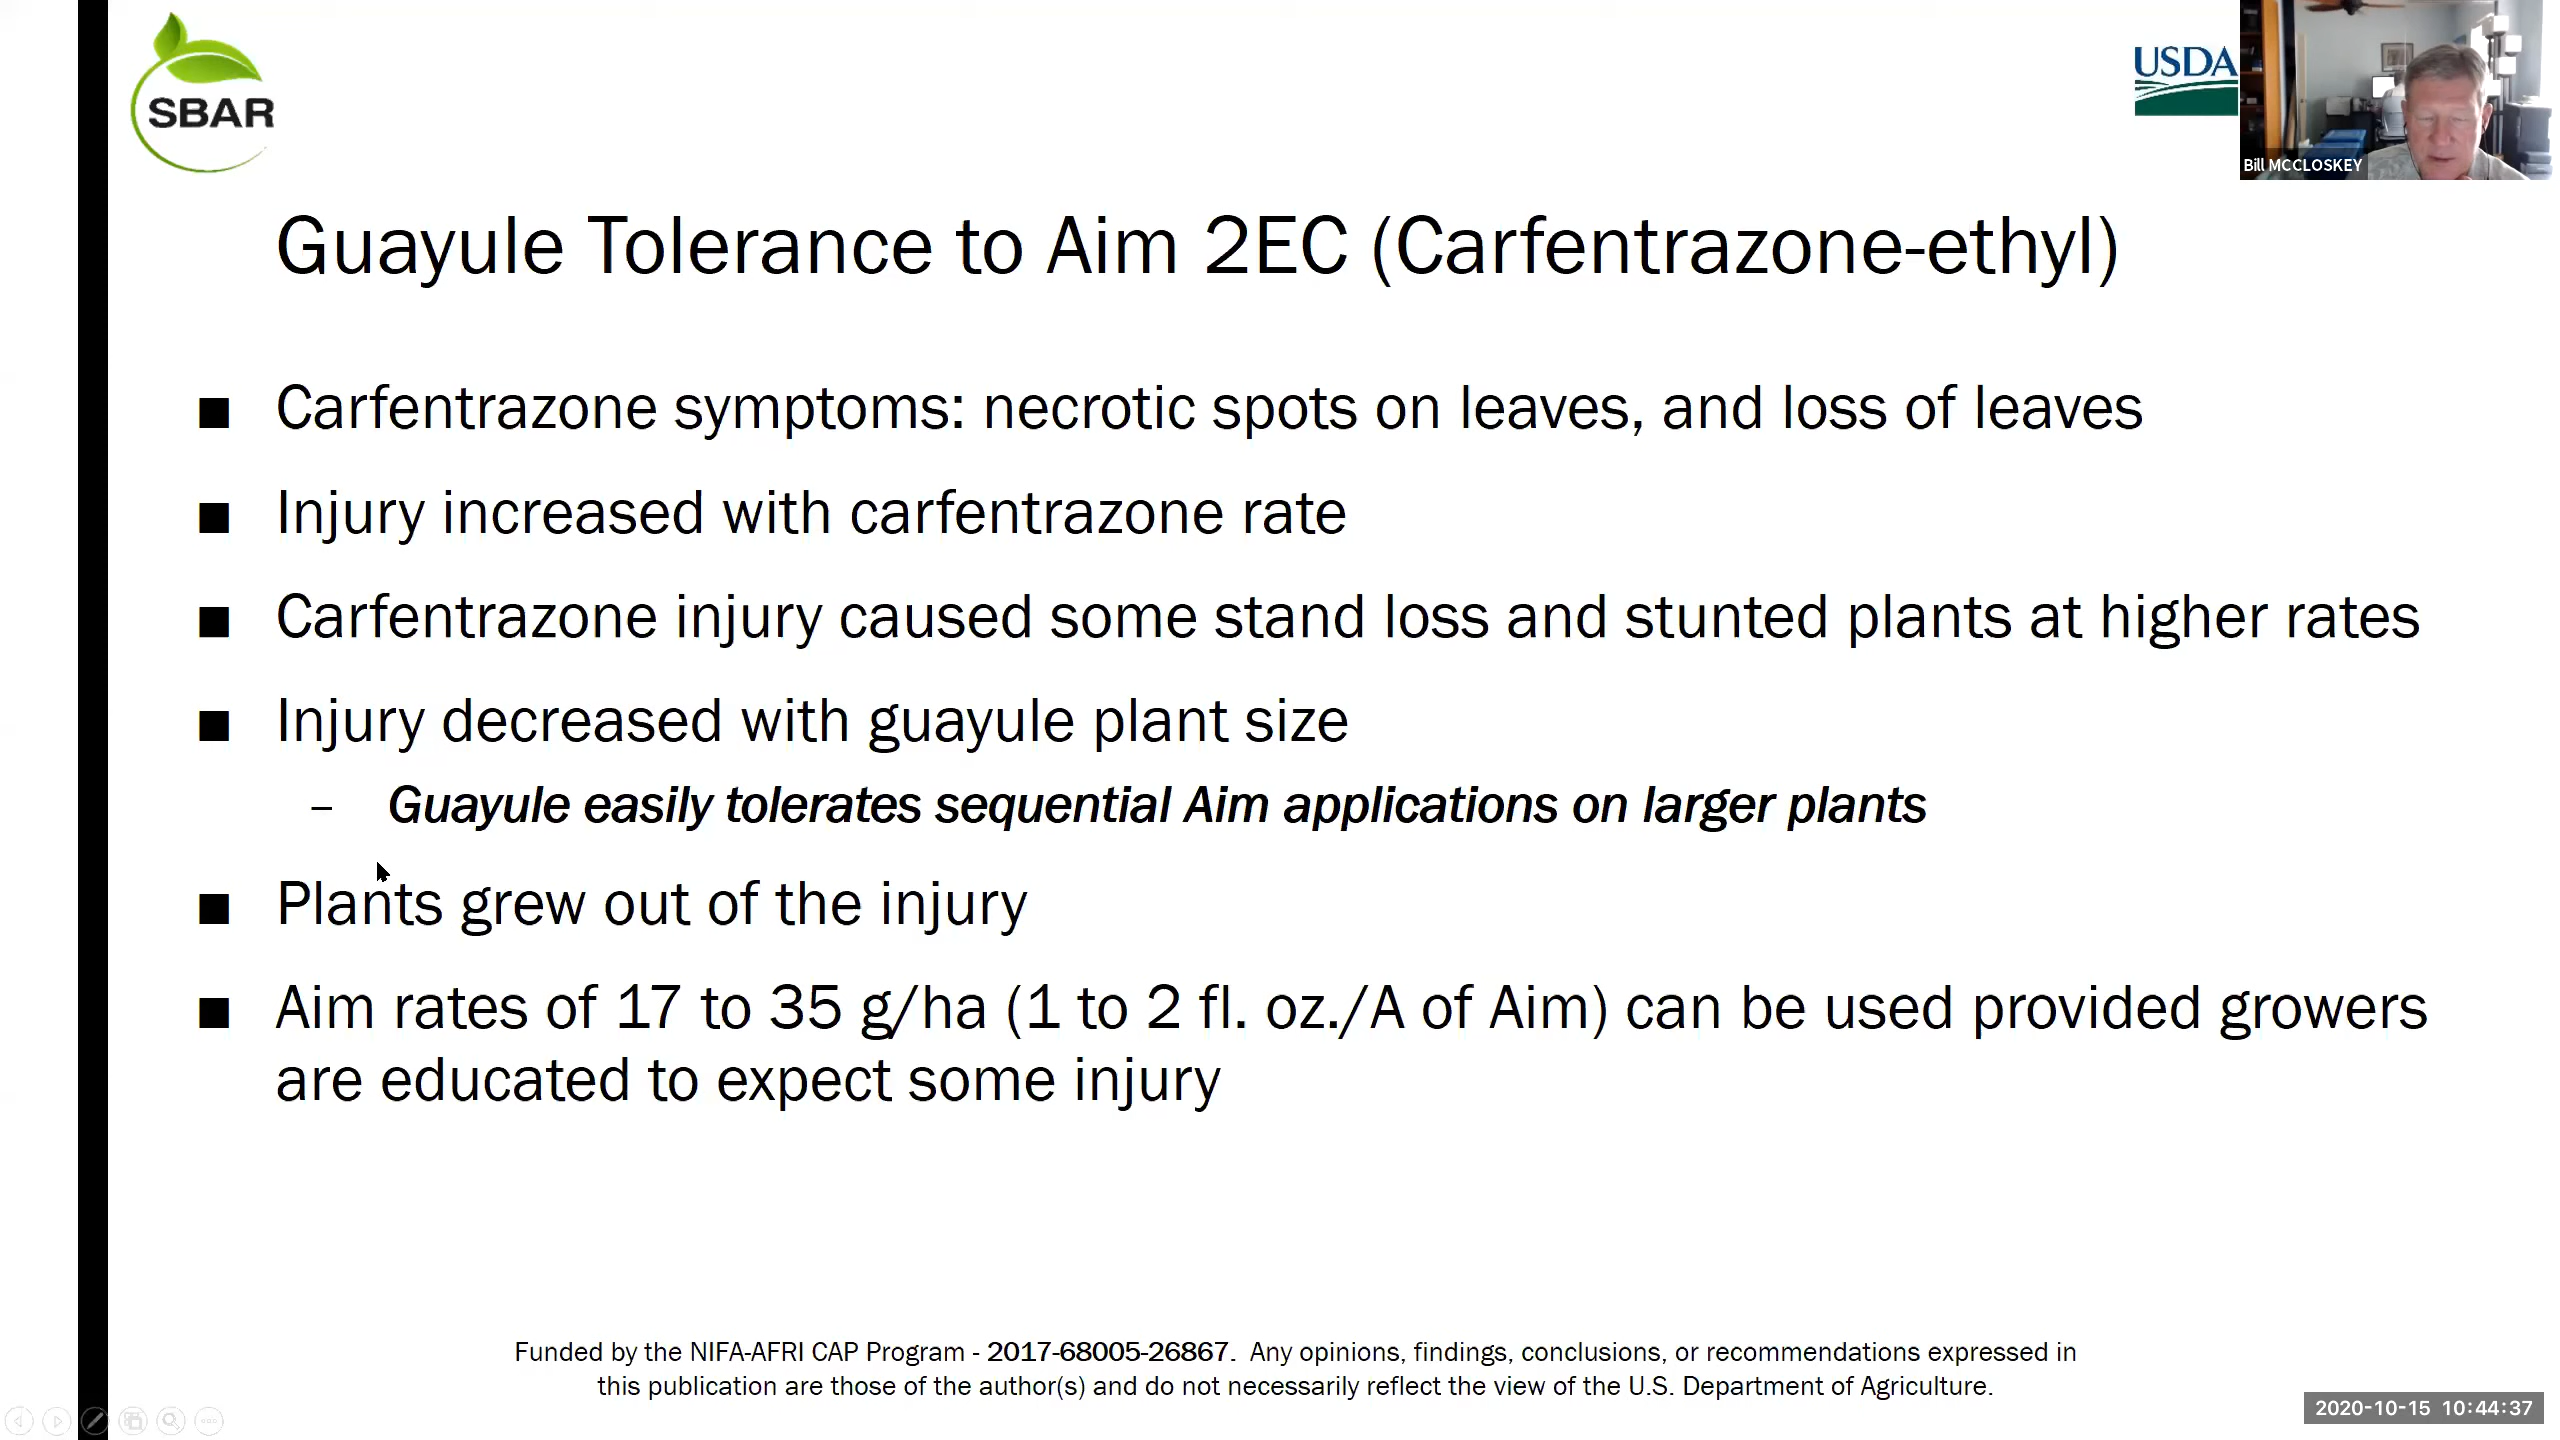 SBAR
USDA
Bill MCCLOSKEY
Guayule Tolerance to Aim 2EC (Carfentrazone-ethyl)
■ Carfentrazone symptoms: necrotic spots on leaves, and loss of leaves
■ Injury increased with carfentrazone rate
■ Carfentrazone injury caused some stand loss and stunted plants at higher rates
■ Injury decreased with guayule plant size
– Guayule easily tolerates sequential Aim applications on larger plants
■ Plants grew out of the injury
■ Aim rates of 17 to 35 g/ha (1 to 2 fl. oz./A of Aim) can be used provided growers
are educated to expect some injury
Funded by the NIFA-AFRI CAP Program - 2017-68005-26867. Any opinions, findings, conclusions, or recommendations expressed in
this publication are those of the author(s) and do not necessarily reflect the view of the U.S. Department of Agriculture.
2020-10-15 10:44:37